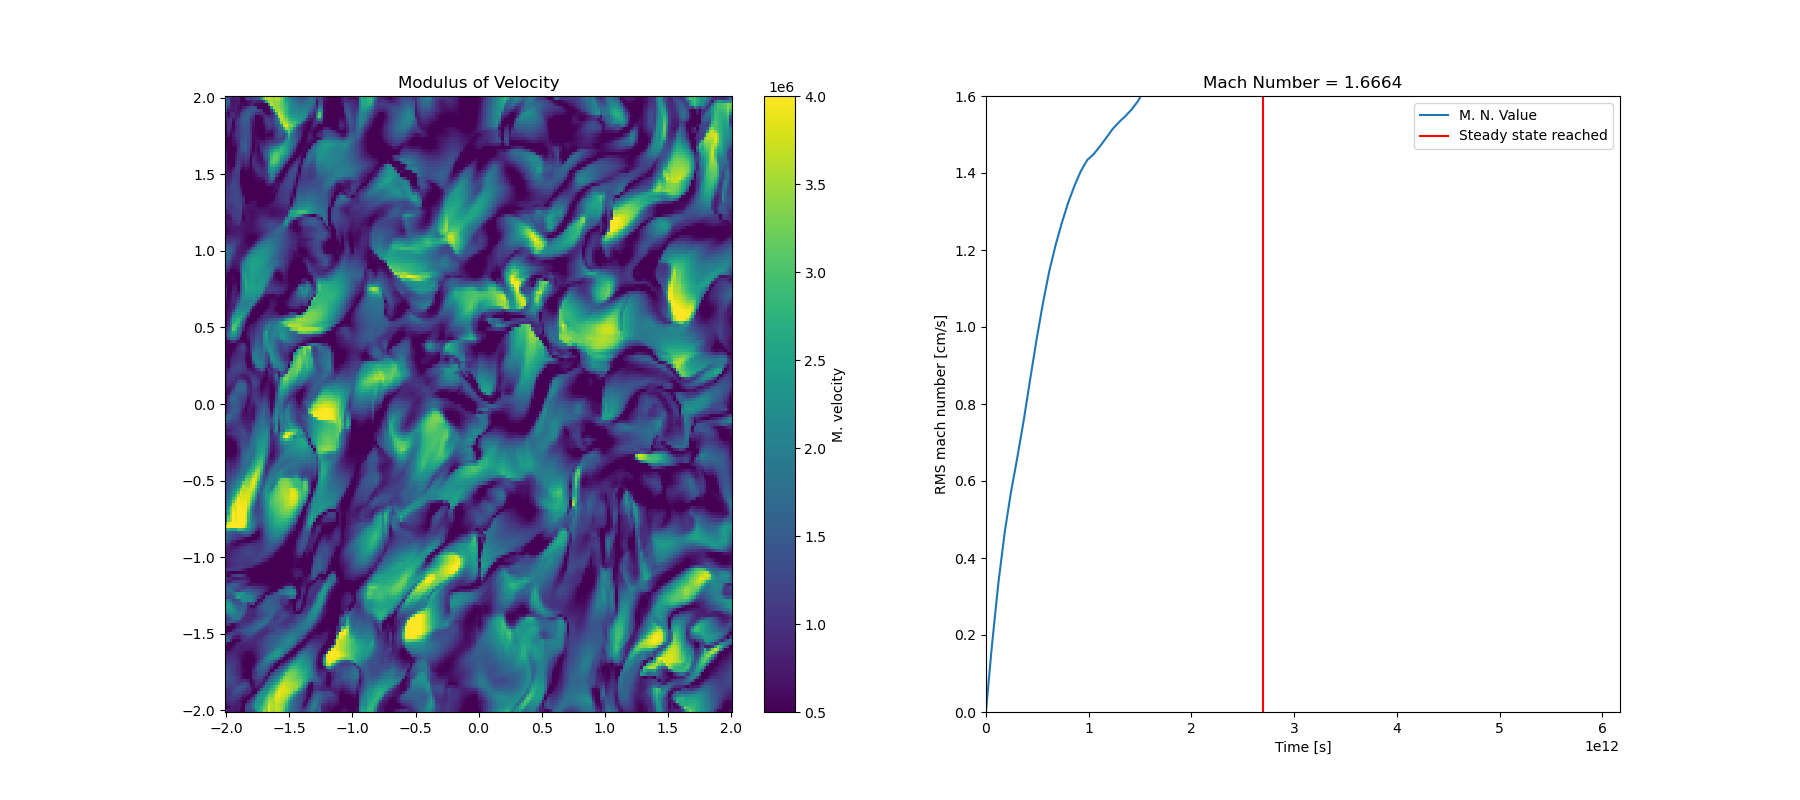 Modulus of Velocity
1e6
2.0
1.5
1.0
0.5
0.0
−0.5
−1.0
−1.5
−2.0
−2.0 −1.5 −1.0 −0.5 0.0 0.5 1.0 1.5 2.0
4.0
3.5
3.0
2.5
2.0
1.5
1.0
0.5
M. velocity
Mach Number = 1.6664
M. N. Value
Steady state reached
RMS mach number [cm/s]
1.6
1.4
1.2
1.0
0.8
0.6
0.4
0.2
0.0
0 1 2 3 4 5 6
Time [s]
1e12